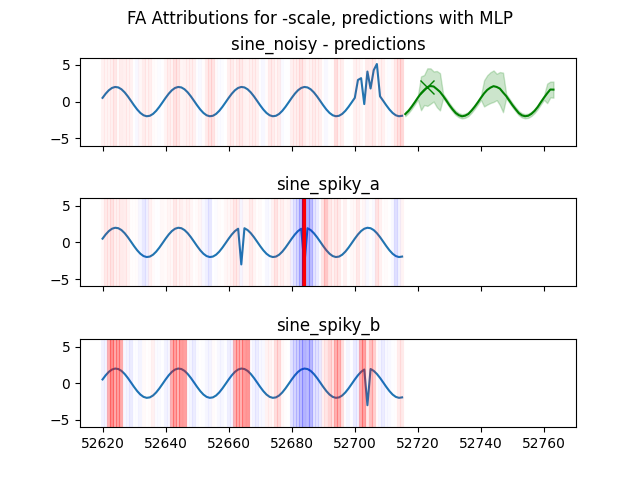 FA Attributions for -scale, predictions with MLP
sine_noisy - predictions
5
0
−5
sine_spiky_a
5
0
−5
sine_spiky_b
5
0
−5
52620 52640 52660 52680 52700 52720 52740 52760